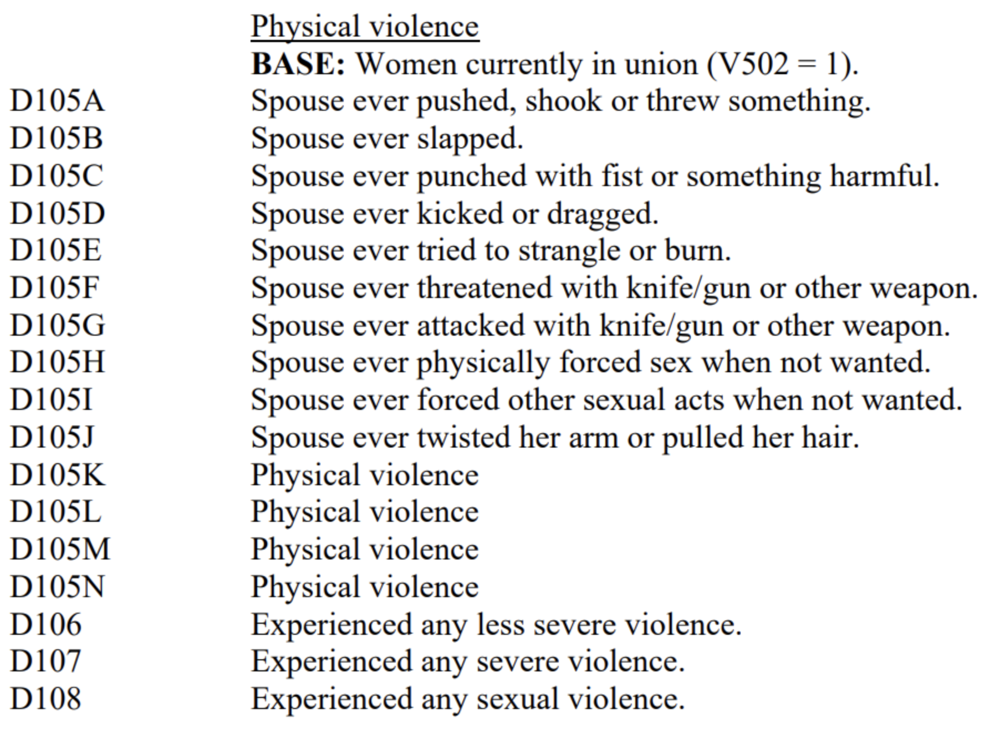 Physical violence
BASE: Women currently in union (V502 = 1).
D105A Spouse ever pushed, shook or threw something.
D105B Spouse ever slapped.
D105C Spouse ever punched with fist or something harmful.
D105D Spouse ever kicked or dragged.
D105E Spouse ever tried to strangle or burn.
D105F Spouse ever threatened with knife/gun or other weapon.
D105G Spouse ever attacked with knife/gun or other weapon.
D105H Spouse ever physically forced sex when not wanted.
D105I Spouse ever forced other sexual acts when not wanted.
D105J Spouse ever twisted her arm or pulled her hair.
D105K Physical violence
D105L Physical violence
D105M Physical violence
D105N Physical violence
D106 Experienced any less severe violence.
D107 Experienced any severe violence.
D108 Experienced any sexual violence.